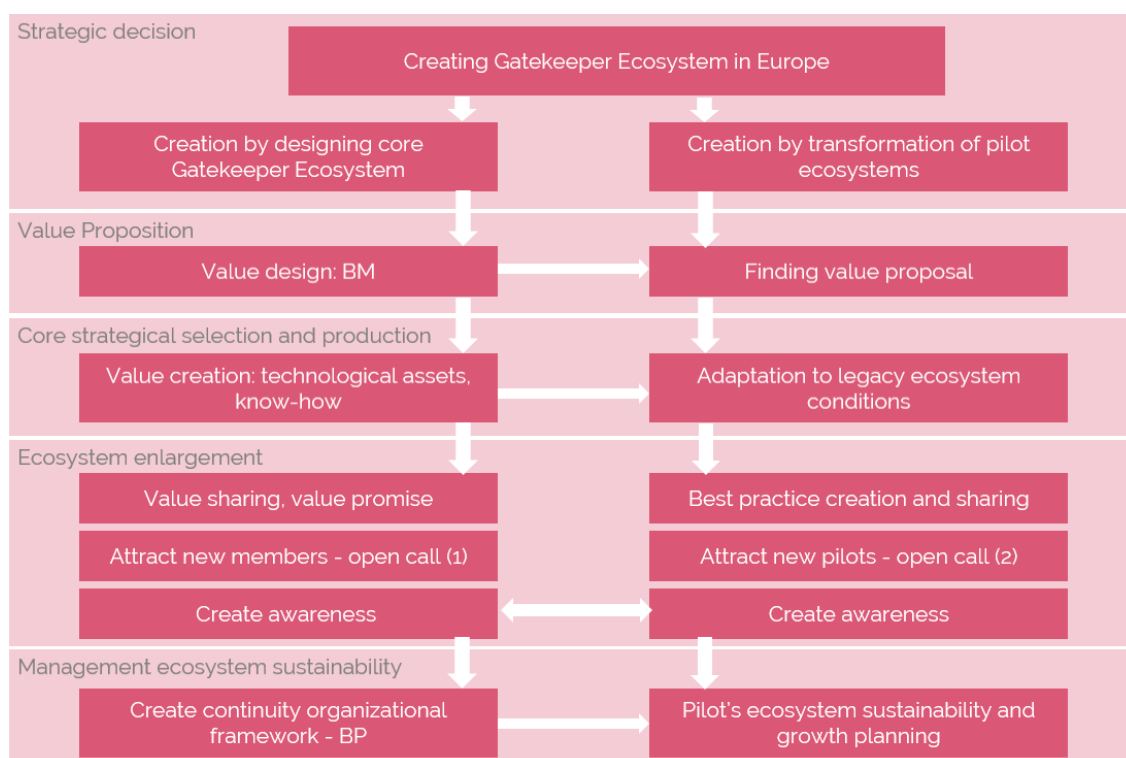 Strategic decision
Creating Gatekeeper Ecosystem in Europe
Creation by designing core
Gatekeeper Ecosystem
Creation by transformation of pilot
ecosystems
Value Proposition
Value design: BM
Finding value proposal
Core strategical selection and production
Value creation: technological assets,
know-how
Adaptation to legacy ecosystem
conditions
Ecosystem enlargement
Value sharing, value promise
Best practice creation and sharing
Attract new members - open call (1)
Attract new pilots - open call (2)
Create awareness
Create awareness
Management ecosystem sustainability
Create continuity organizational
framework - BP
Pilot's ecosystem sustainability and
growth planning